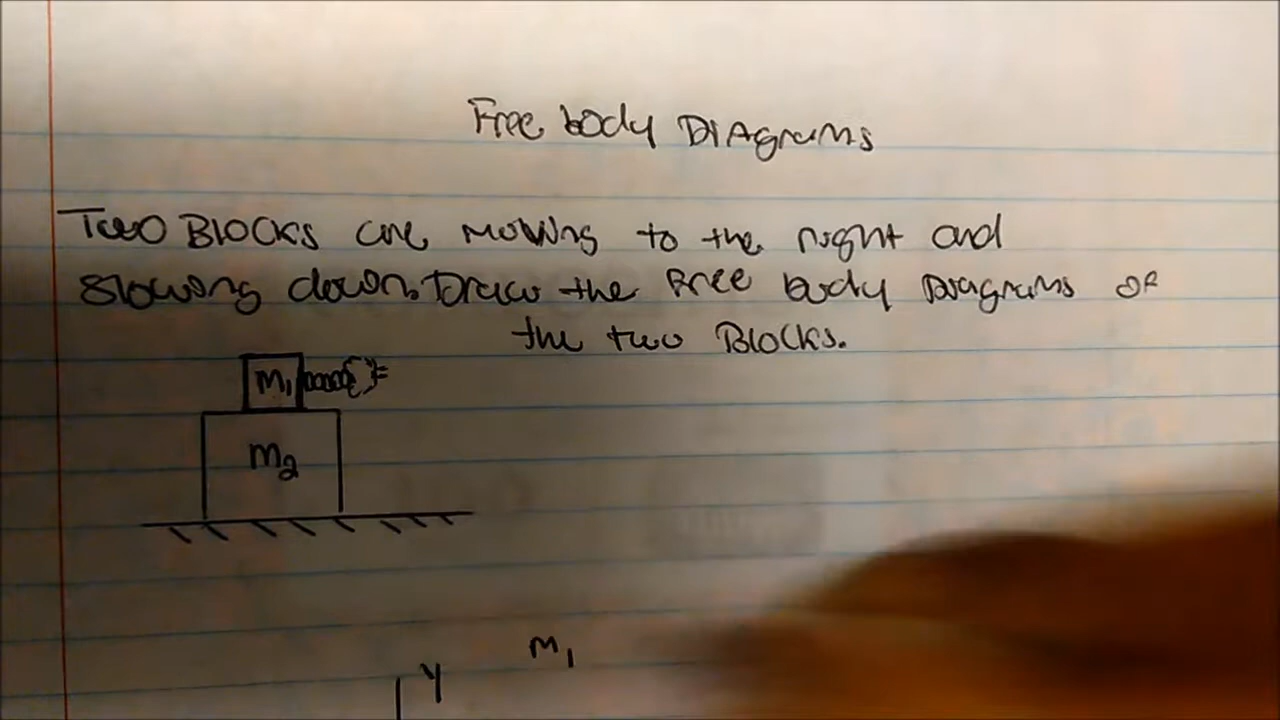 Free body Diagrams
Two Blocks are moving to the right and
slowing down. Draw the Free body Diagrams of
the two Blocks.
m1
m2
m1
y